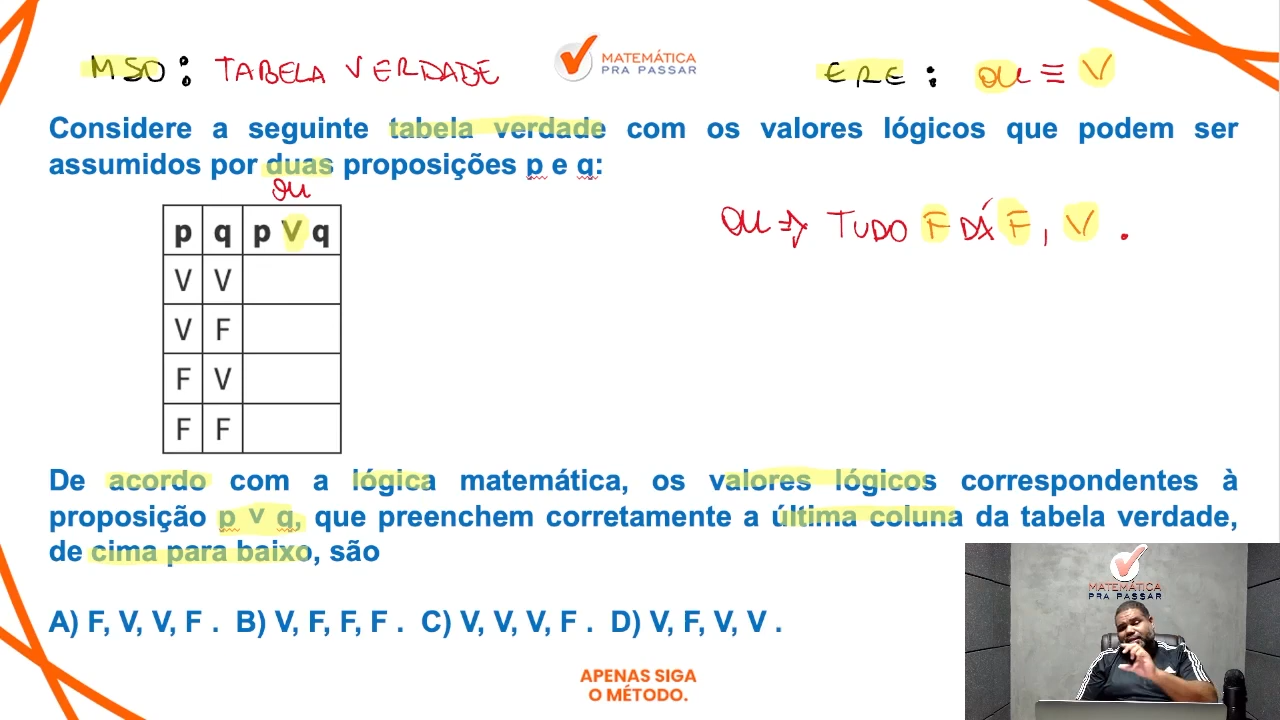 MSO: TABELA VERDADE
MATEMÁTICA
PRA PASSAR
ERE: OU ≡ V
Considere a seguinte tabela verdade com os valores lógicos que podem ser
assumidos por duas proposições p e q:
OU
p q p V q
V V
V F
F V
F F
OU => TUDO F DÁ F, V.
De acordo com a lógica matemática, os valores lógicos correspondentes à
proposição p v q, que preenchem corretamente a última coluna da tabela verdade,
de cima para baixo, são
A) F, V, V, F . B) V, F, F, F . C) V, V, V, F . D) V, F, V, V .
MATEMÁTICA
PRA PASSAR
APENAS SIGA
O MÉTODO.